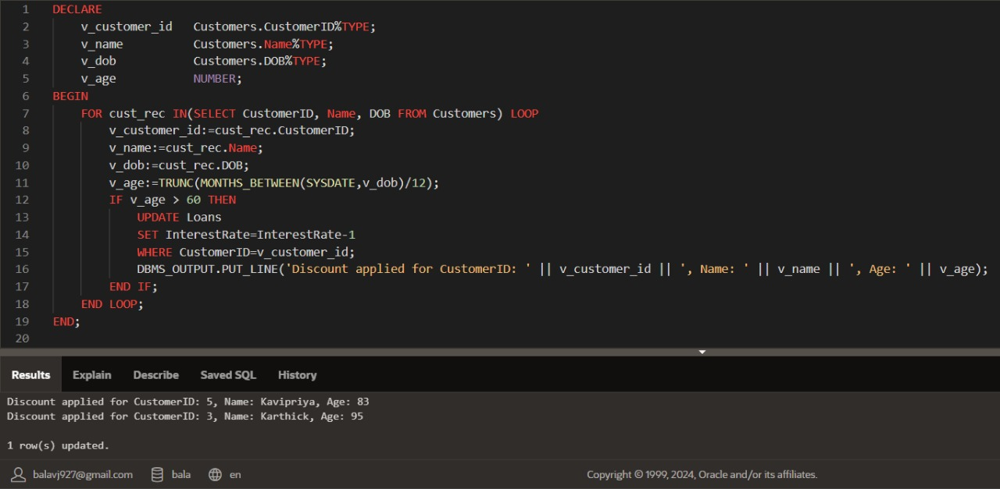 1 DECLARE
2 v_customer_id Customers.CustomerID%TYPE;
3 v_name Customers.Name%TYPE;
4 v_dob Customers.DOB%TYPE;
5 v_age NUMBER;
6 BEGIN
7 FOR cust_rec IN(SELECT CustomerID, Name, DOB FROM Customers) LOOP
8 v_customer_id:=cust_rec.CustomerID;
9 v_name:=cust_rec.Name;
10 v_dob:=cust_rec.DOB;
11 v_age:=TRUNC(MONTHS_BETWEEN(SYSDATE,v_dob)/12);
12 IF v_age > 60 THEN
13 UPDATE Loans
14 SET InterestRate=InterestRate-1
15 WHERE CustomerID=v_customer_id;
16 DBMS_OUTPUT.PUT_LINE('Discount applied for CustomerID: ' || v_customer_id || ', Name: ' || v_name || ', Age: ' || v_age);
17 END IF;
18 END LOOP;
19 END;
20
Results Explain Describe Saved SQL History
Discount applied for CustomerID: 5, Name: Kavipriya, Age: 83
Discount applied for CustomerID: 3, Name: Karthick, Age: 95
1 row(s) updated.
balavj927@gmail.com bala en Copyright © 1999, 2024, Oracle and/or its affiliates.